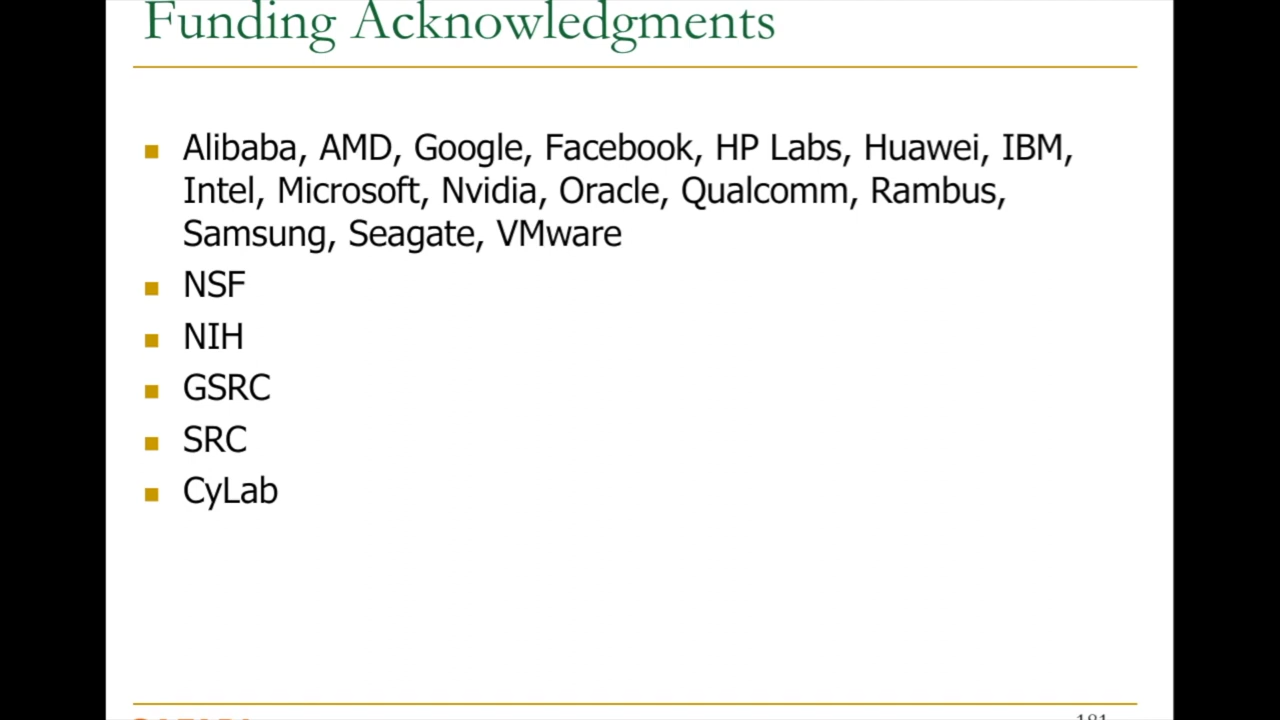 Funding Acknowledgments
Alibaba, AMD, Google, Facebook, HP Labs, Huawei, IBM,
Intel, Microsoft, Nvidia, Oracle, Qualcomm, Rambus,
Samsung, Seagate, VMware
NSF
NIH
GSRC
SRC
CyLab
181